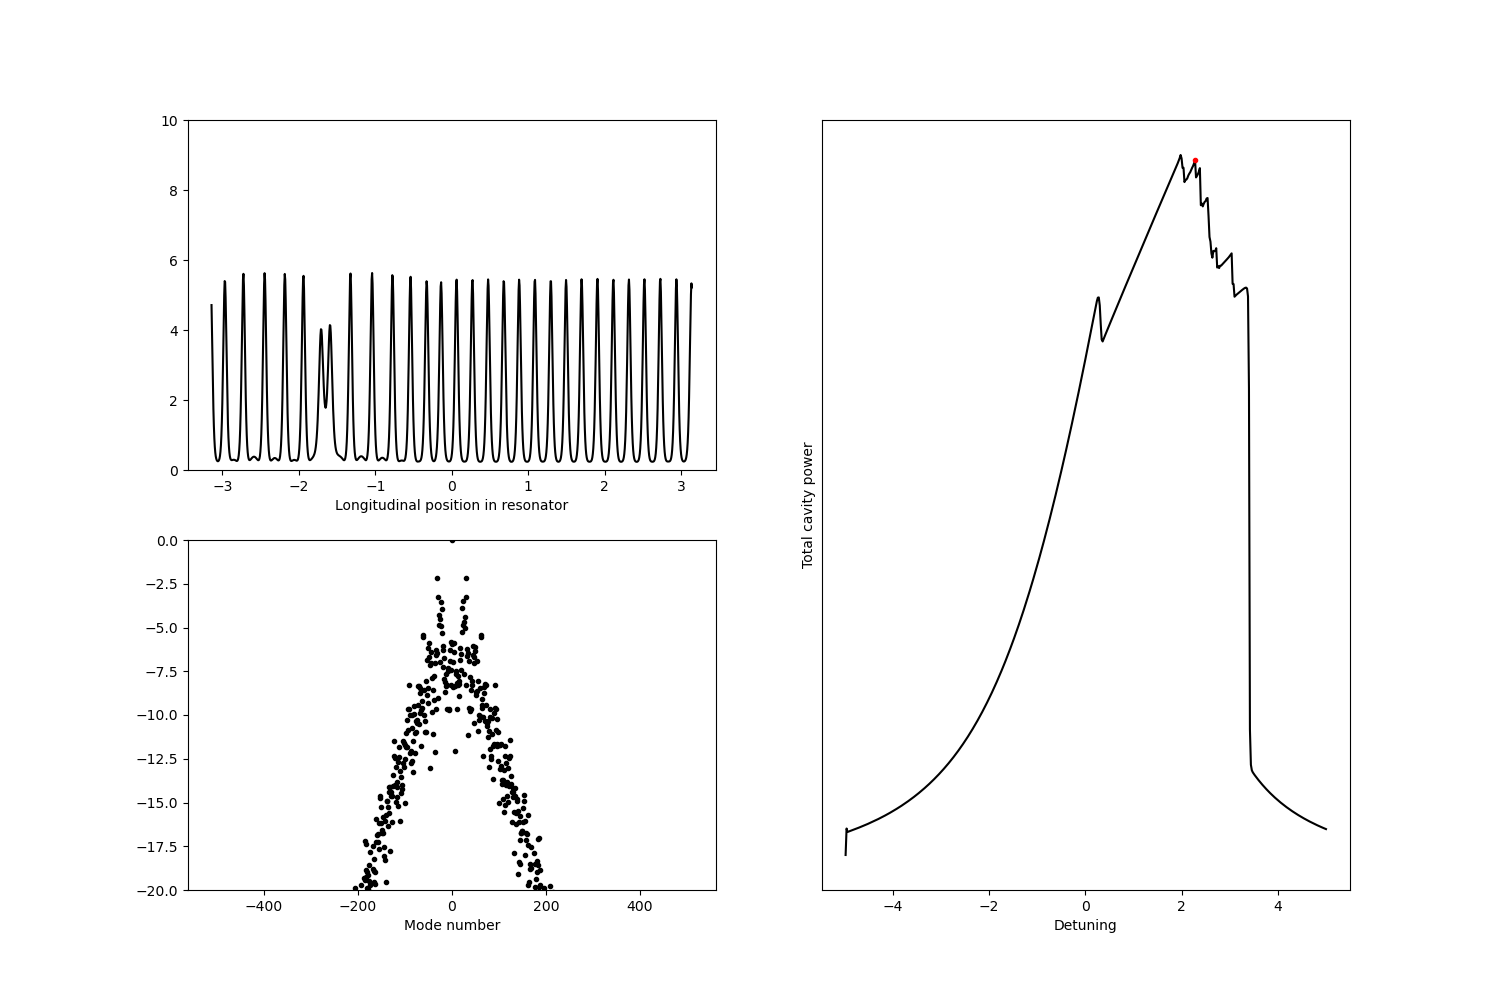 10
8
6
4
2
0
−3 −2 −1 0 1 2 3
Longitudinal position in resonator
0.0
−2.5
−5.0
−7.5
−10.0
−12.5
−15.0
−17.5
−20.0
−400 −200 0 200 400
Mode number
Total cavity power
−4 −2 0 2 4
Detuning